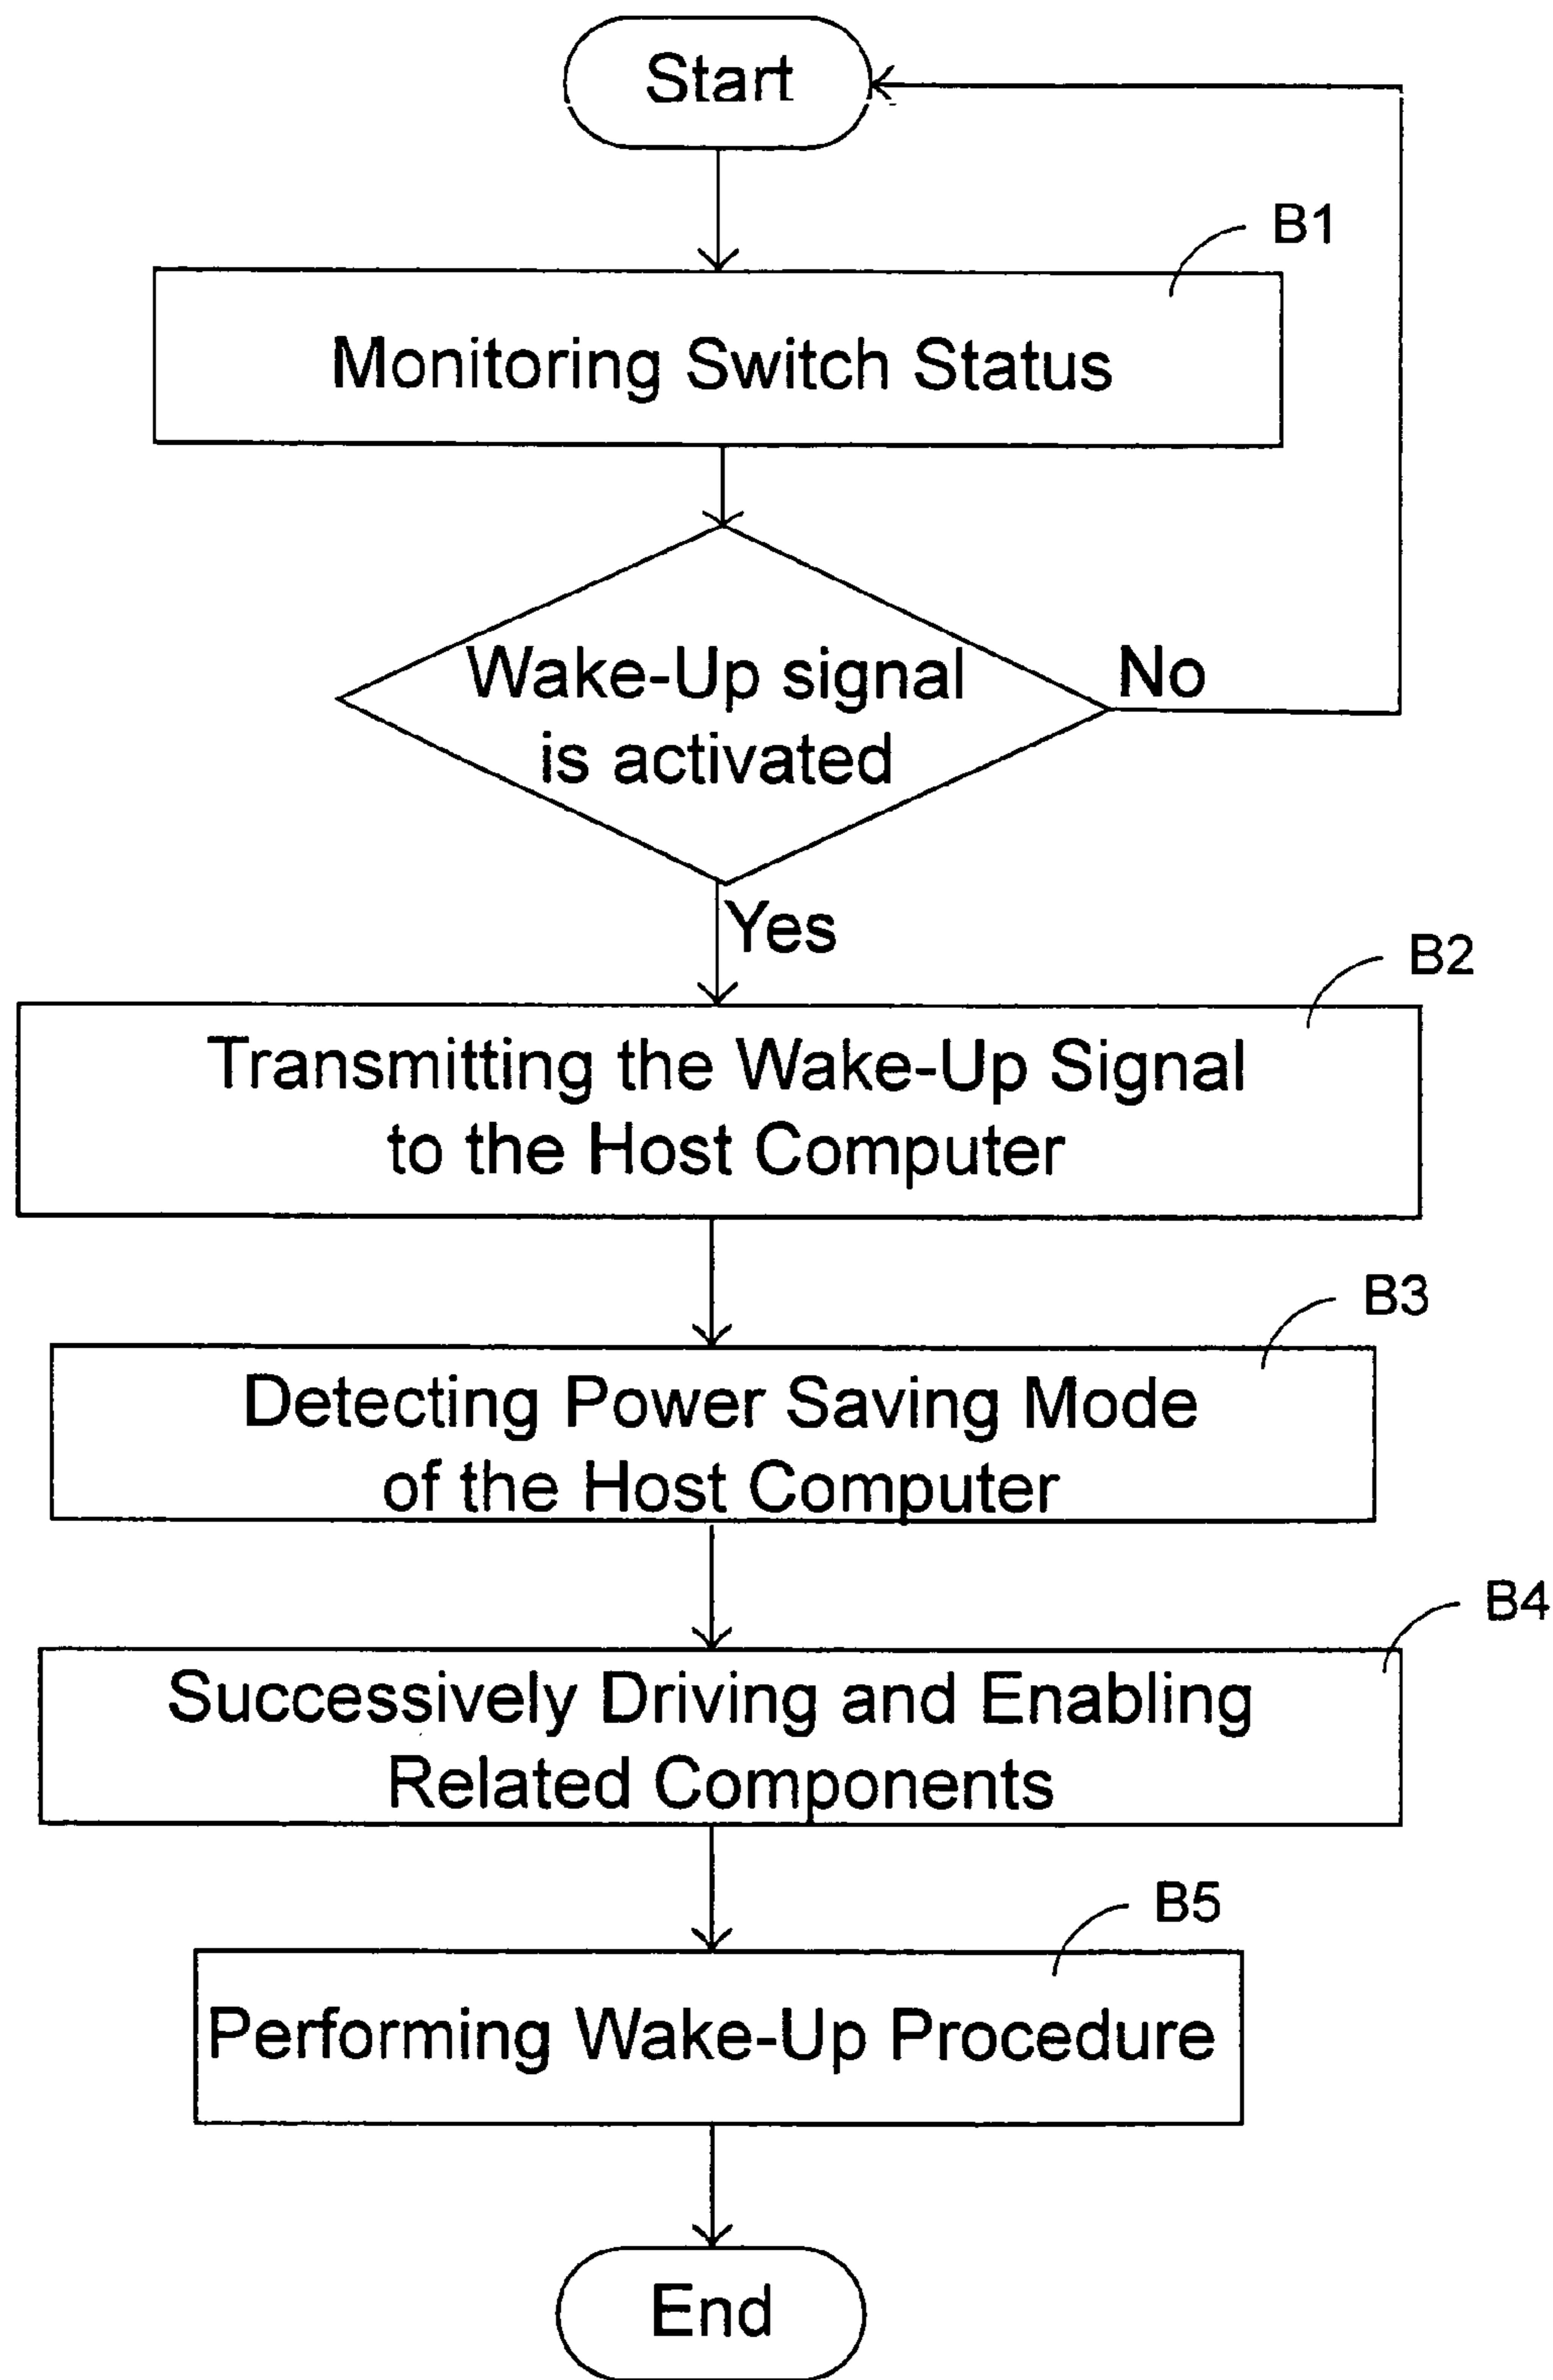 Start
B1
Monitoring Switch Status
Wake-Up signal
is activated
No
Yes
B2
Transmitting the Wake-Up Signal
to the Host Computer
B3
Detecting Power Saving Mode
of the Host Computer
B4
Successively Driving and Enabling
Related Components
B5
Performing Wake-Up Procedure
End